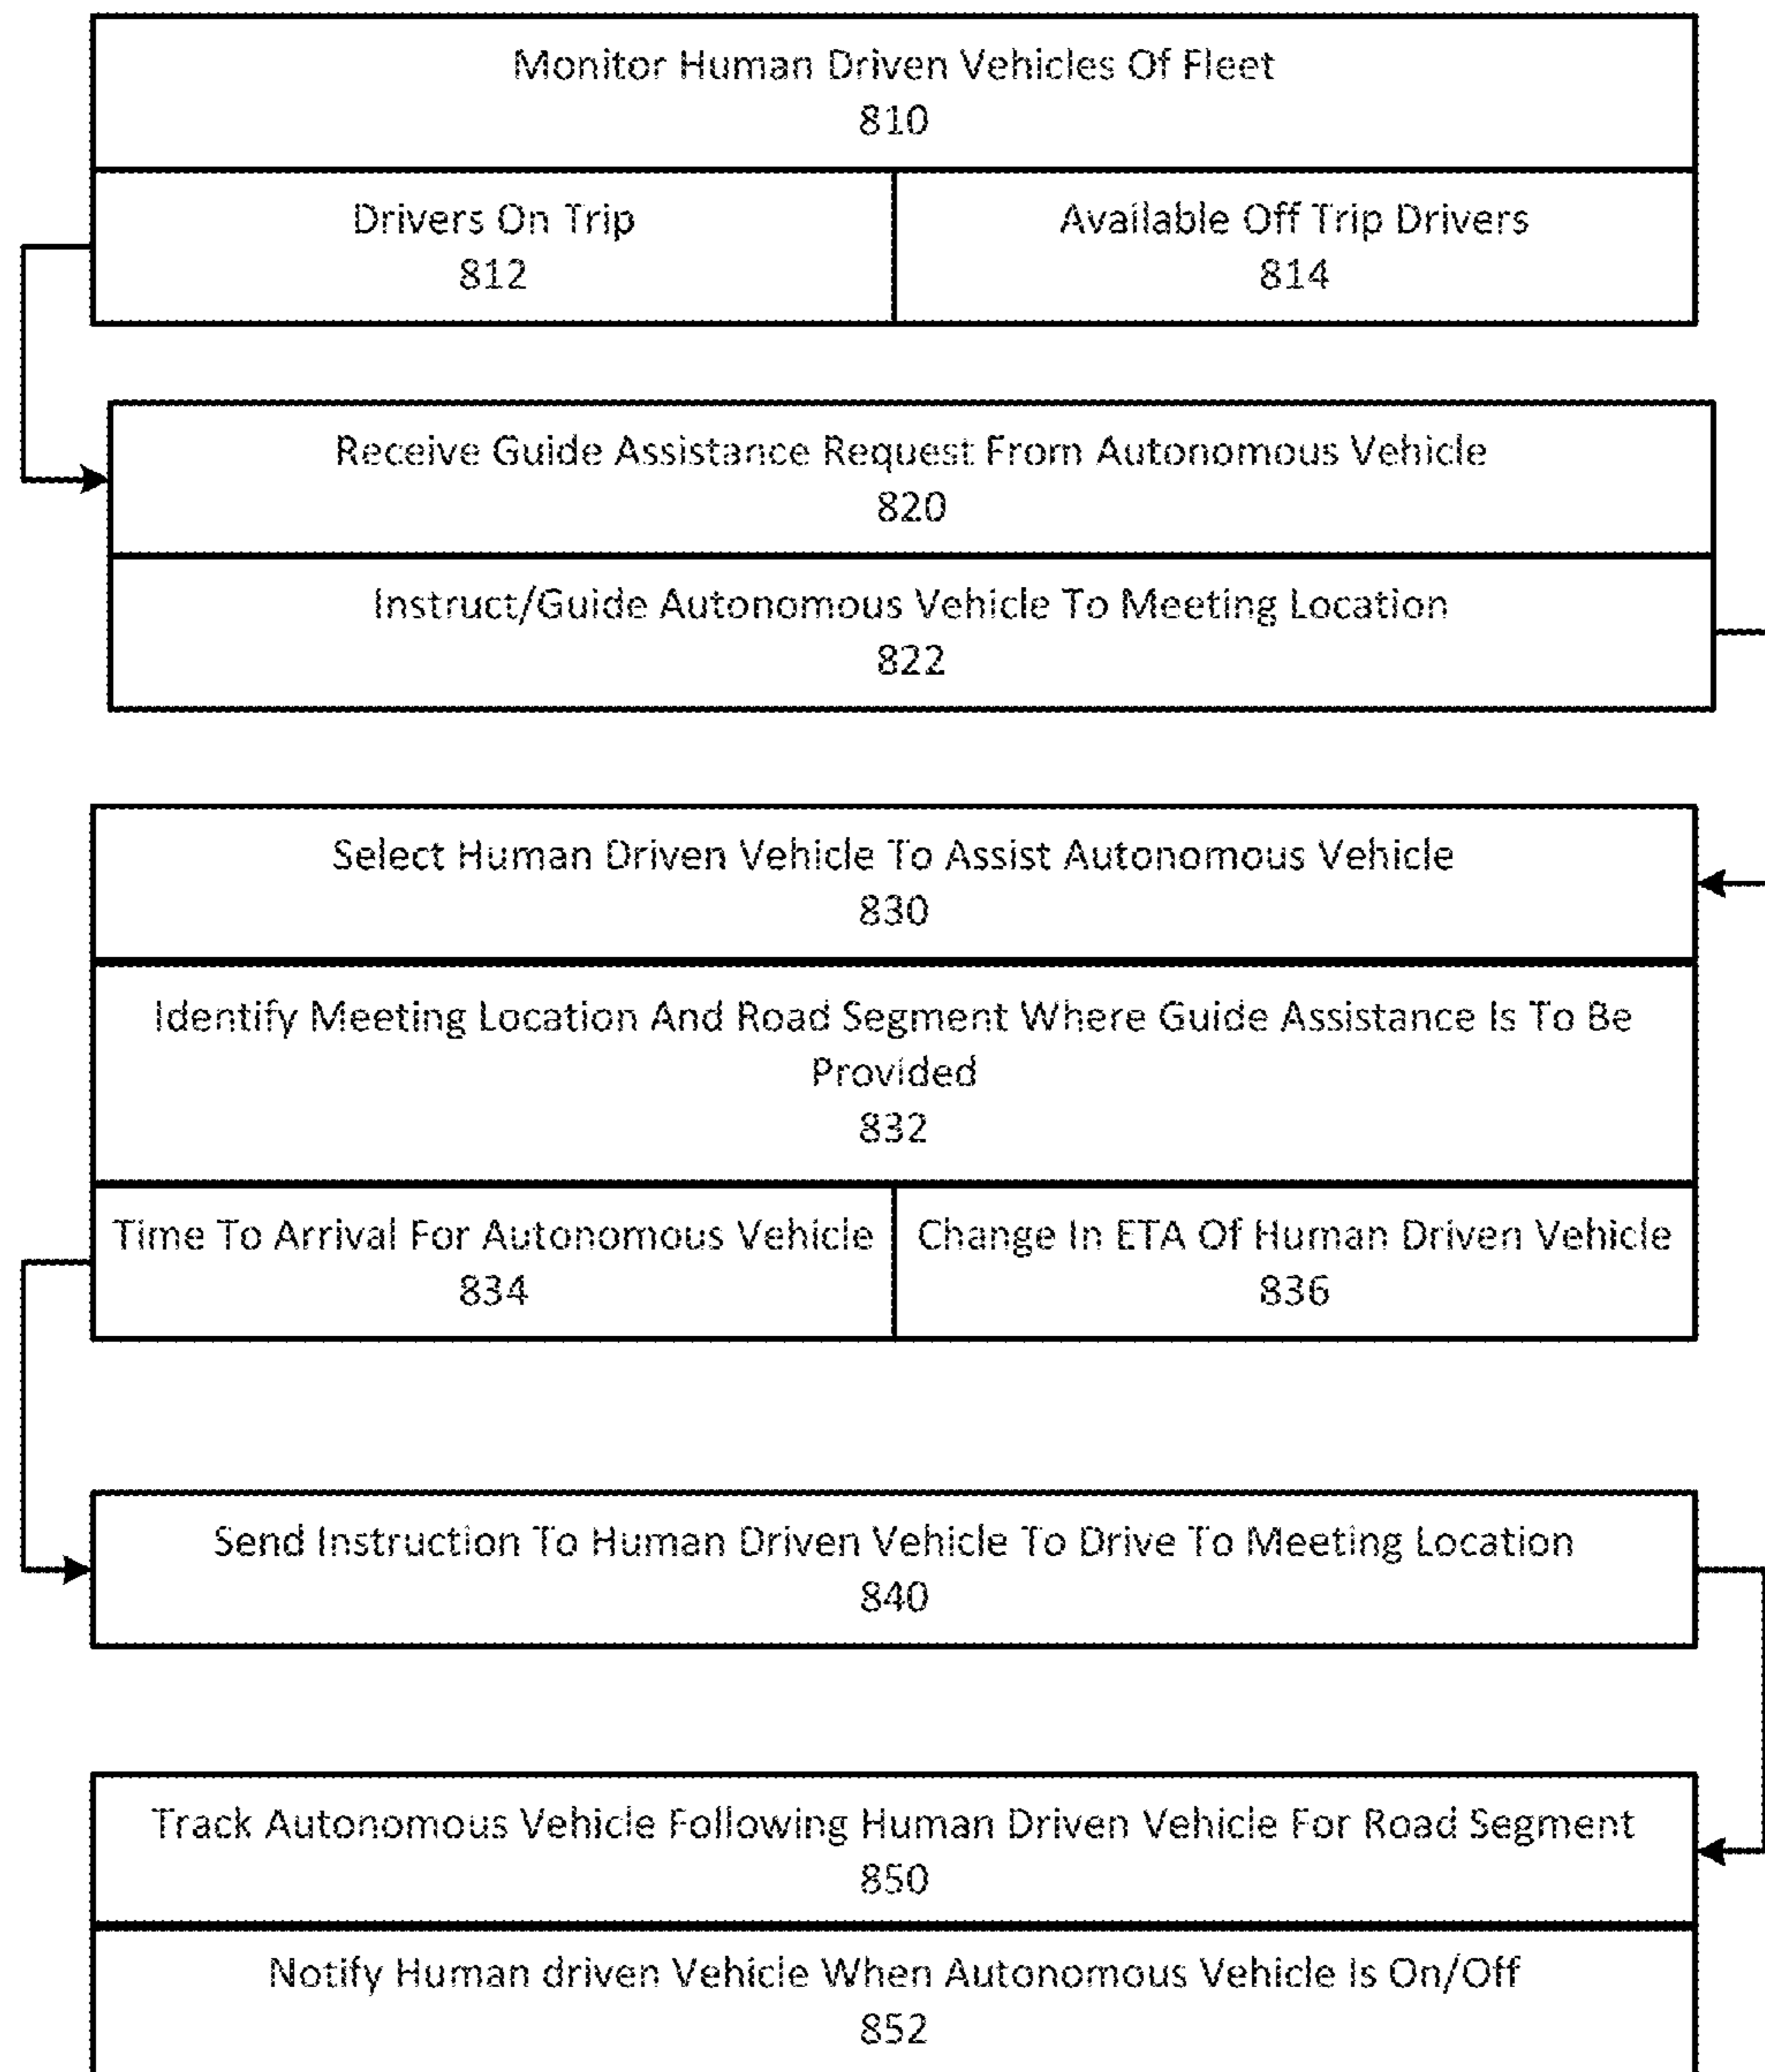 Monitor Human Driven Vehicles Of Fleet
810
Drivers On Trip
812
Available Off Trip Drivers
814
Receive Guide Assistance Request From Autonomous Vehicle
820
Instruct/Guide Autonomous Vehicle To Meeting Location
822
Select Human Driven Vehicle To Assist Autonomous Vehicle
830
Identify Meeting Location And Road Segment Where Guide Assistance Is To Be
Provided
832
Time To Arrival For Autonomous Vehicle
834
Change In ETA Of Human Driven Vehicle
836
Send Instruction To Human Driven Vehicle To Drive To Meeting Location
840
Track Autonomous Vehicle Following Human Driven Vehicle For Road Segment
850
Notify Human driven Vehicle When Autonomous Vehicle Is On/Off
852